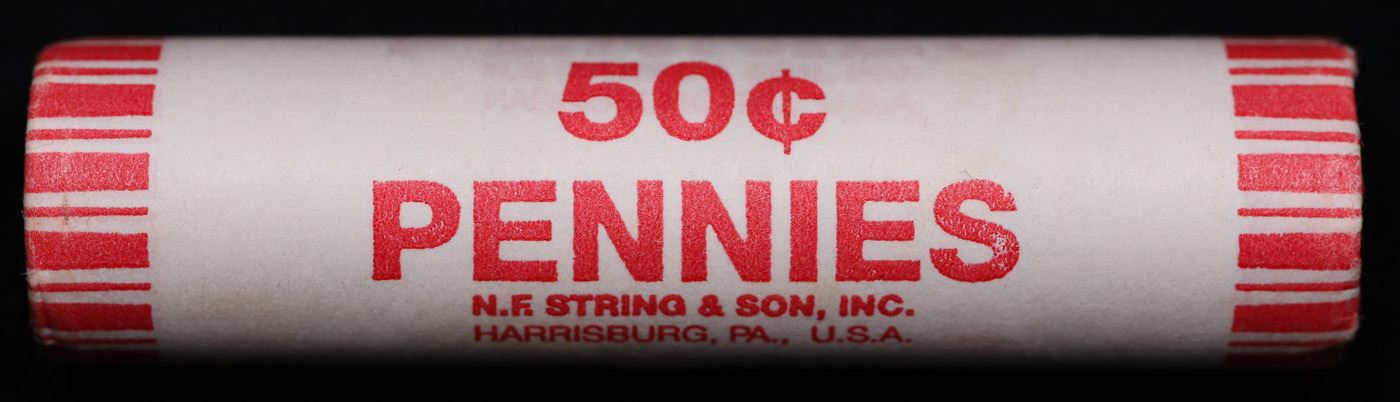 50¢
PENNIES
N.F. STRING & SON, INC.
HARRISBURG, PA., U.S.A.